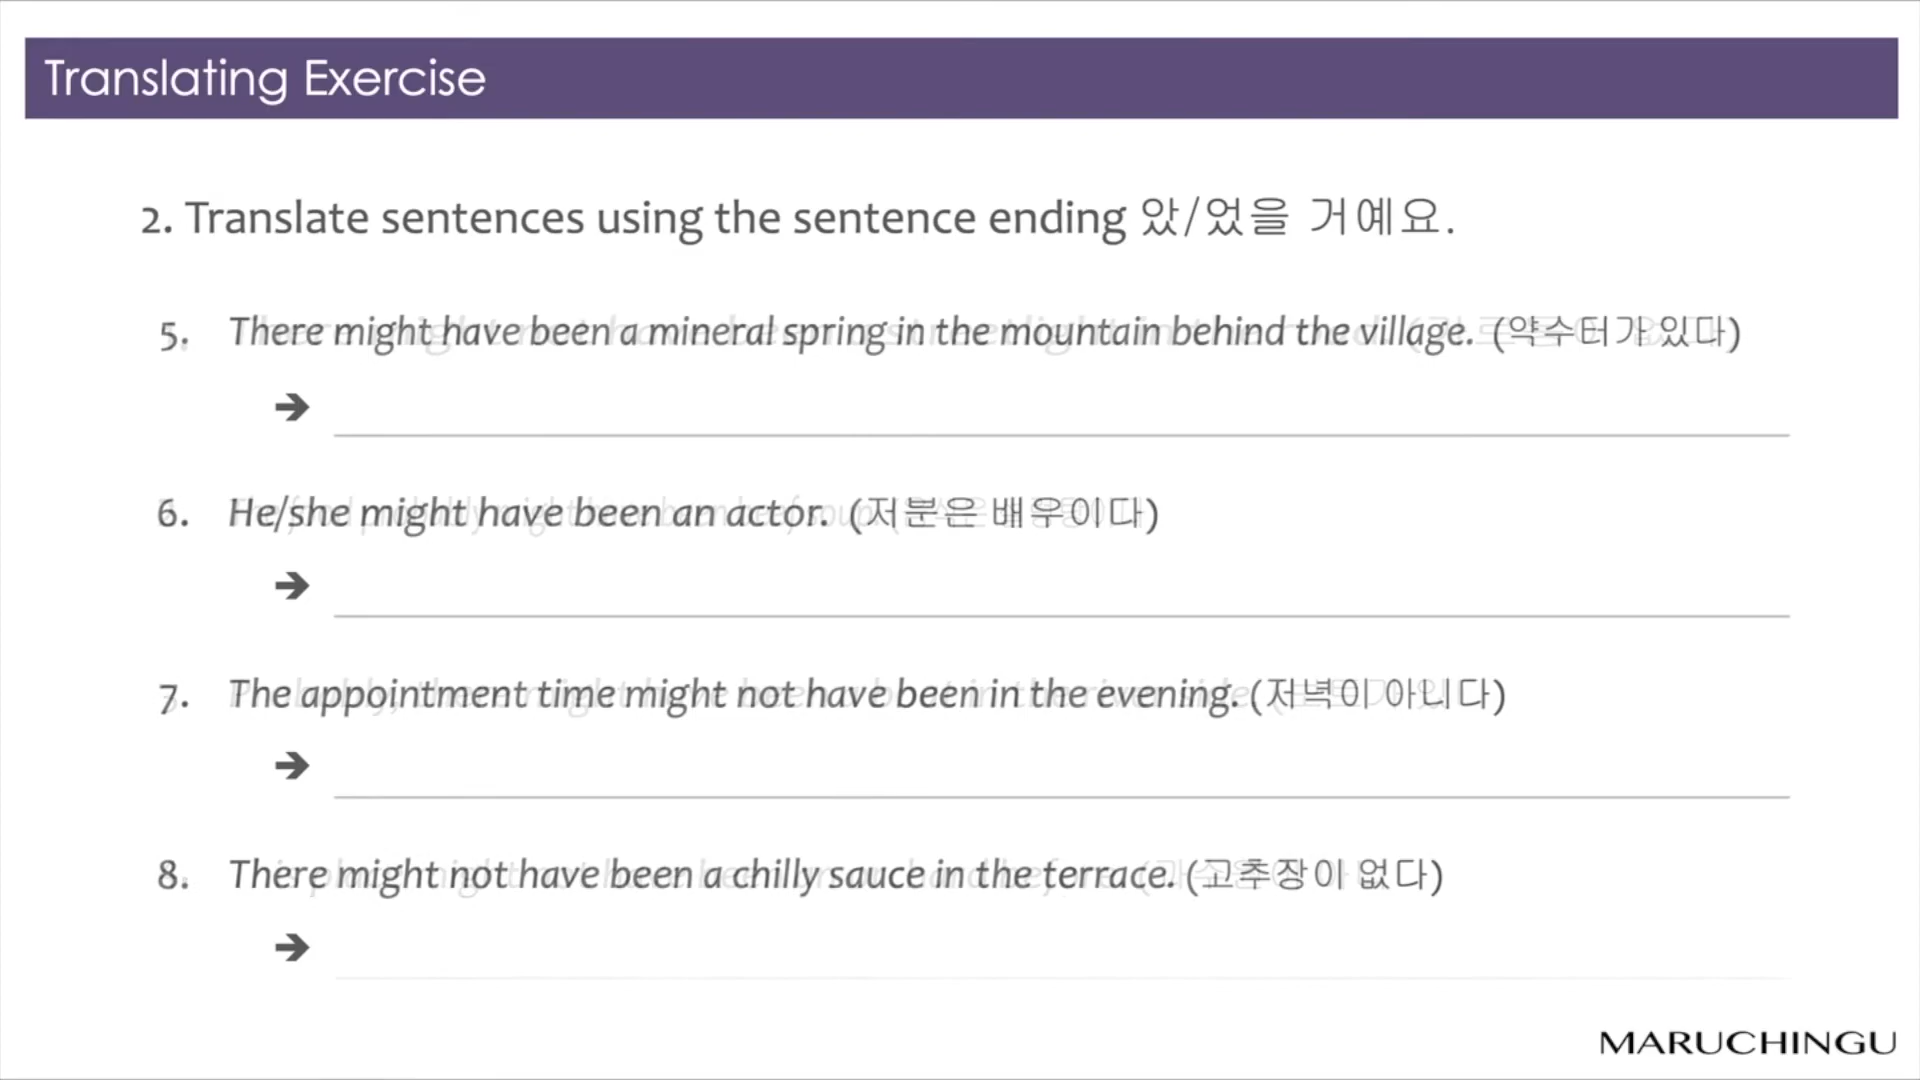 Translating Exercise
2. Translate sentences using the sentence ending 았/었을 거예요.
5. There might have been a mineral spring in the mountain behind the village. (약수터가 있다)
➔
6. He/she might have been an actor. (저분은 배우이다)
➔
7. The appointment time might not have been in the evening. (저녁이 아니다)
➔
8. There might not have been a chilly sauce in the terrace. (고추장이 없다)
➔
MARUCHINGU